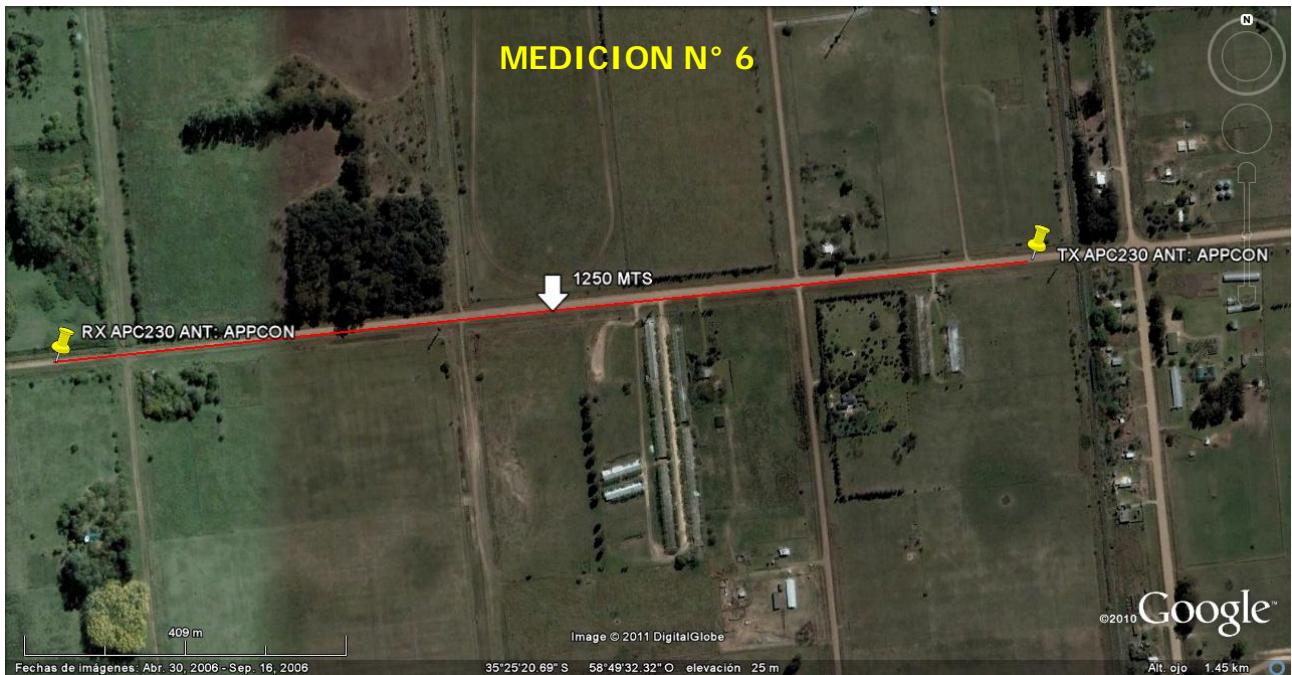 MEDICION N° 6
N
TX APC230 ANT: APPCON
1250 MTS
RX APC230 ANT: APPCON
409 m
Image © 2011 DigitalGlobe
©2010 Google™
Fechas de imágenes: Abr. 30, 2006 - Sep. 16, 2006 35°25'20.69" S 58°49'32.32" O elevación 25 m Alt. ojo 1.45 km